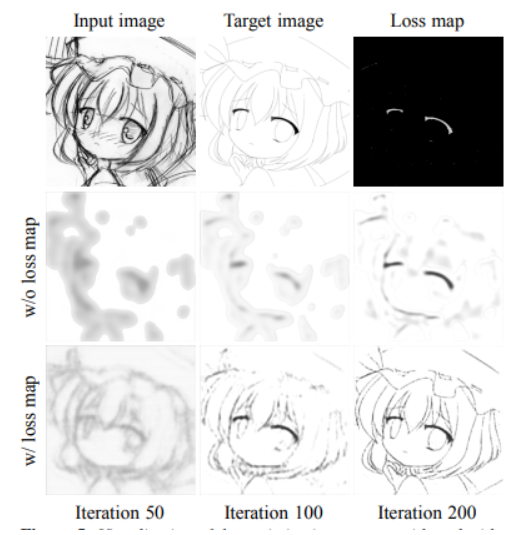 Input image Target image Loss map
w/o loss map
w/ loss map
Iteration 50 Iteration 100 Iteration 200